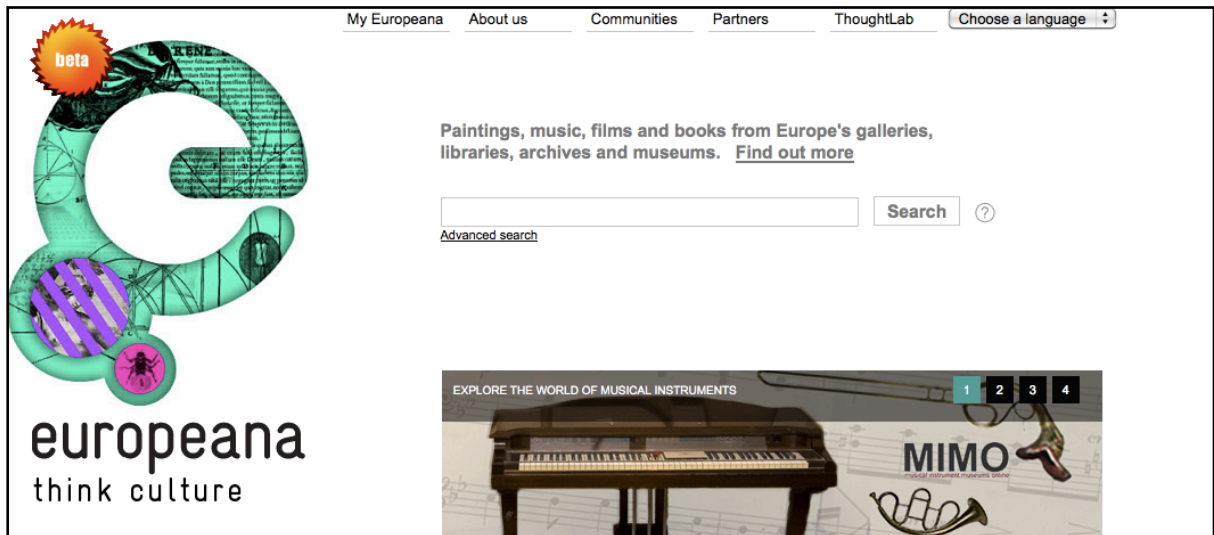 My Europeana About us Communities Partners ThoughtLab Choose a language
beta
Paintings, music, films and books from Europe's galleries,
libraries, archives and museums. Find out more
Search ?
Advanced search
EXPLORE THE WORLD OF MUSICAL INSTRUMENTS 1 2 3 4
MIMO
musical instrument museums online
europeana
think culture